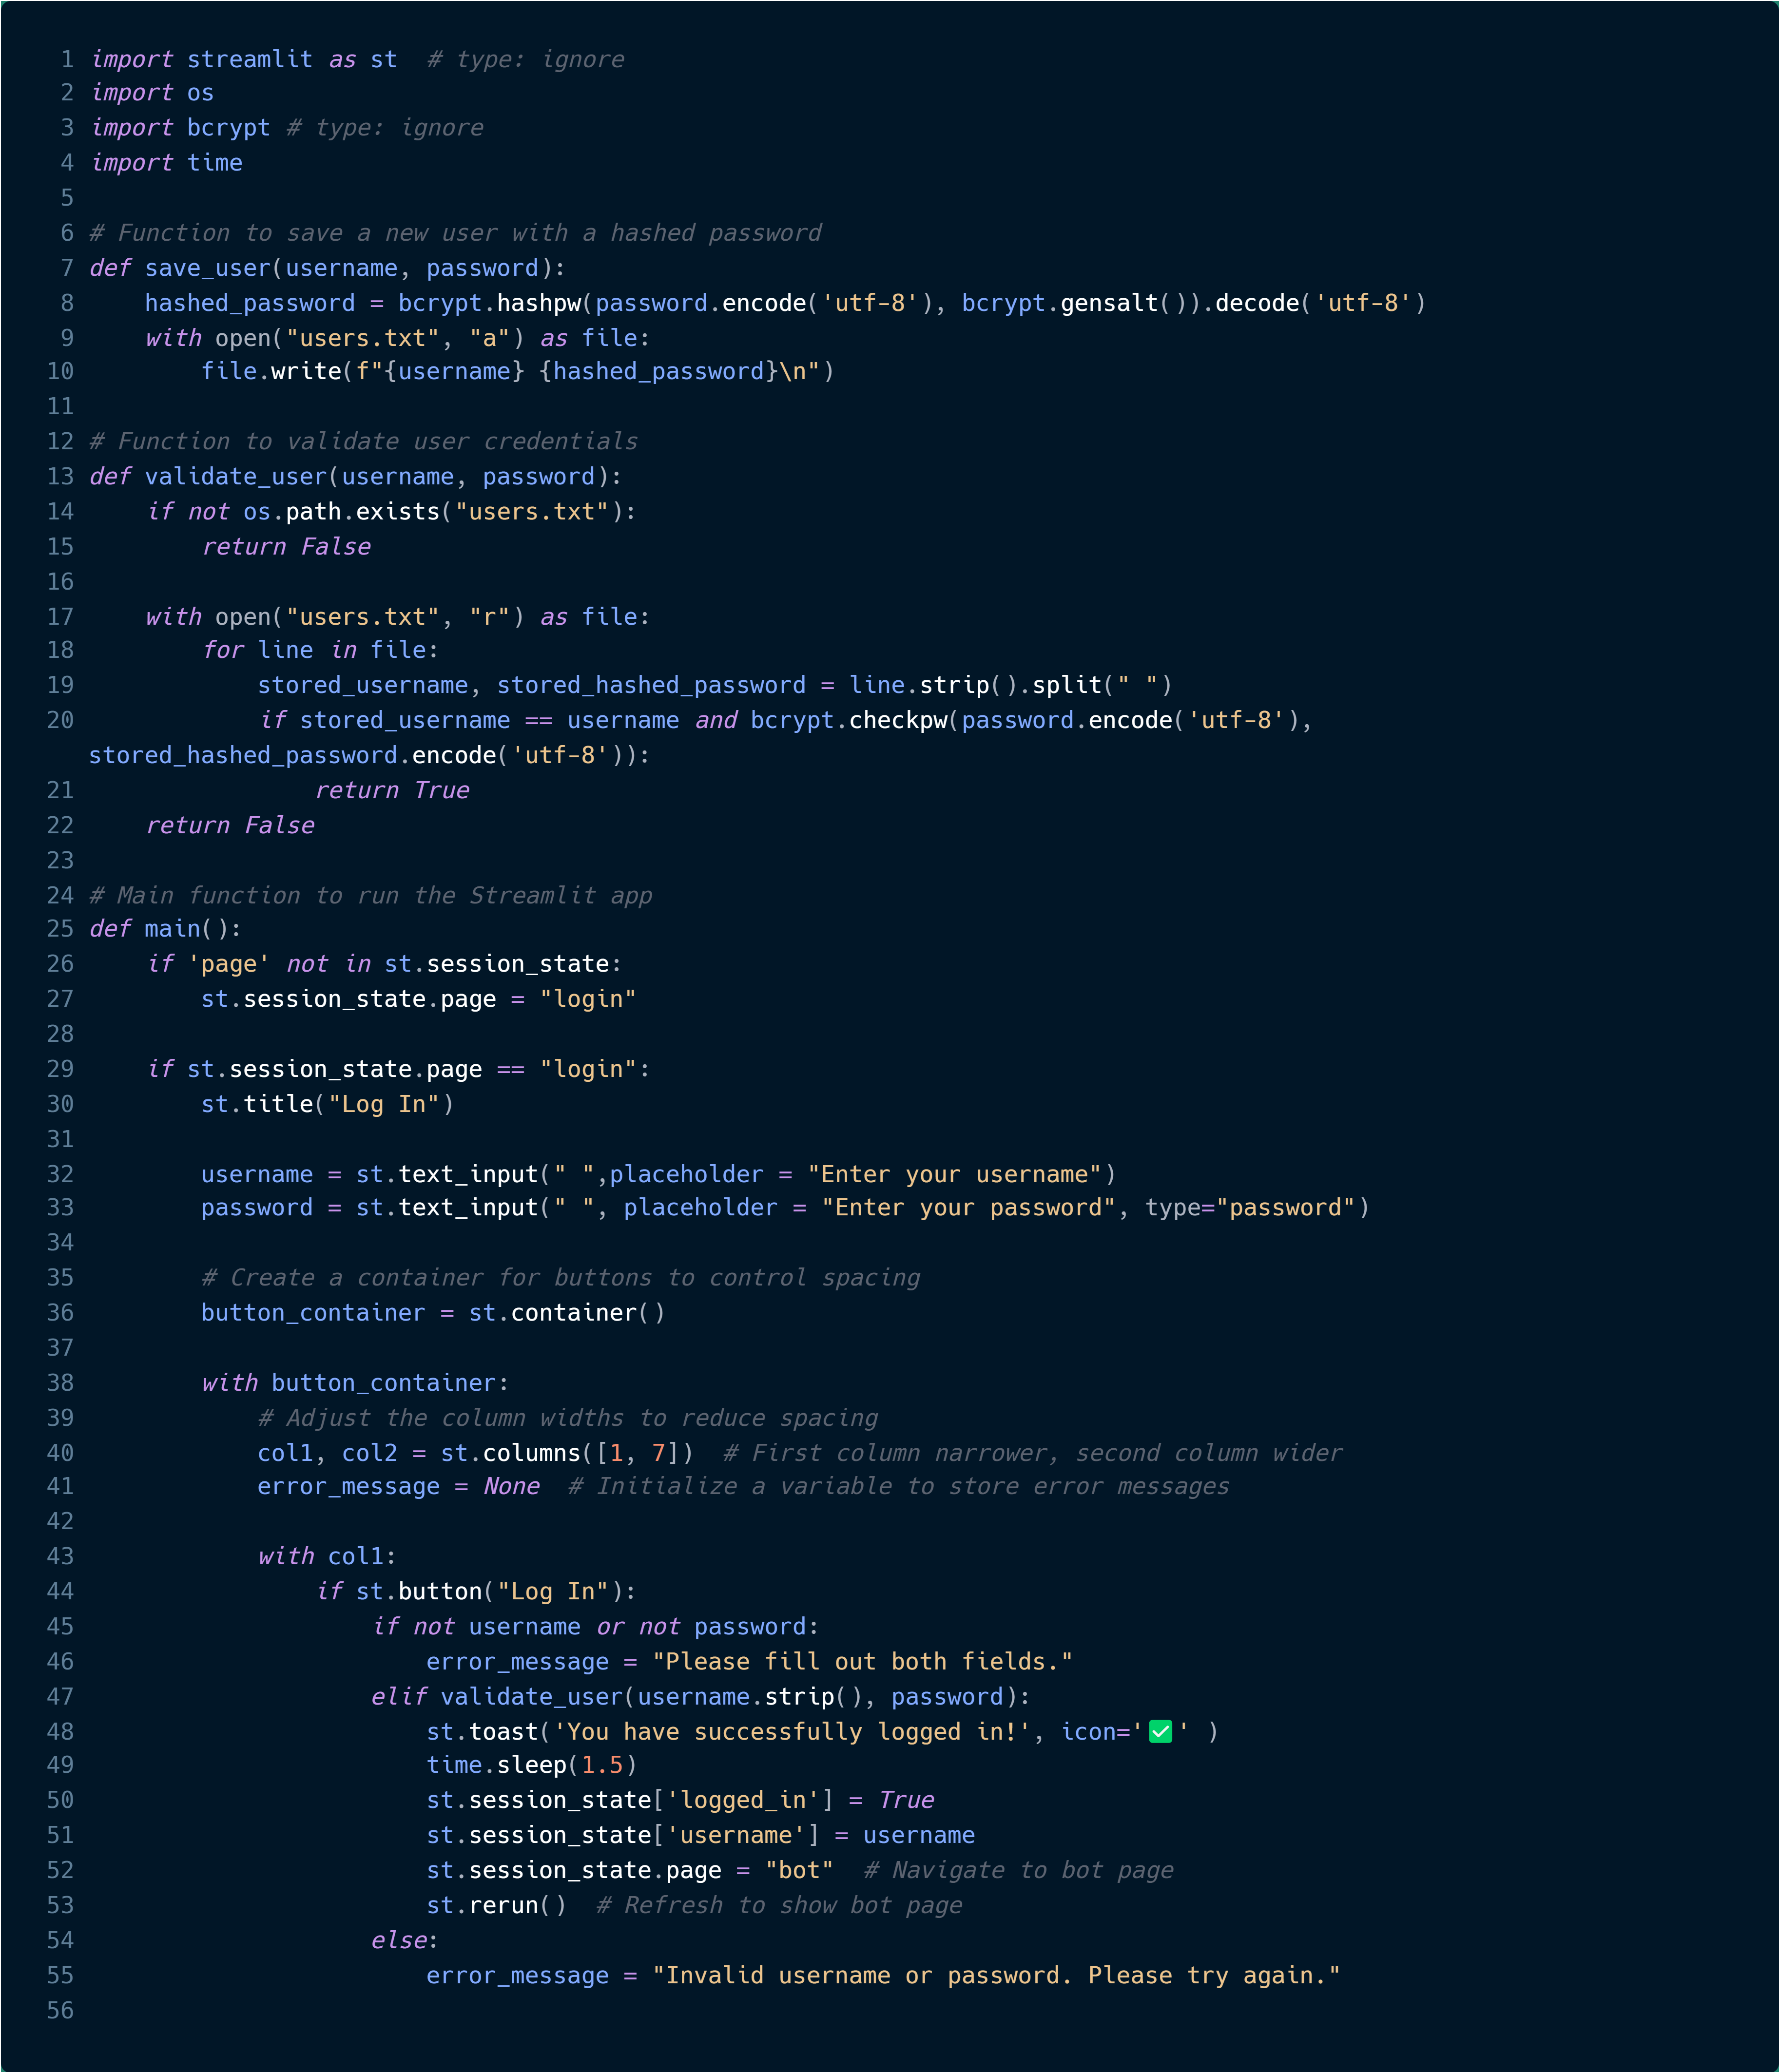 1 import streamlit as st  # type: ignore
2 import os
3 import bcrypt # type: ignore
4 import time
5
6 # Function to save a new user with a hashed password
7 def save_user(username, password):
8     hashed_password = bcrypt.hashpw(password.encode('utf-8'), bcrypt.gensalt()).decode('utf-8')
9     with open("users.txt", "a") as file:
10         file.write(f"{username} {hashed_password}\n")
11
12 # Function to validate user credentials
13 def validate_user(username, password):
14     if not os.path.exists("users.txt"):
15         return False
16
17     with open("users.txt", "r") as file:
18         for line in file:
19             stored_username, stored_hashed_password = line.strip().split(" ")
20             if stored_username == username and bcrypt.checkpw(password.encode('utf-8'),
stored_hashed_password.encode('utf-8')):
21                 return True
22     return False
23
24 # Main function to run the Streamlit app
25 def main():
26     if 'page' not in st.session_state:
27         st.session_state.page = "login"
28
29     if st.session_state.page == "login":
30         st.title("Log In")
31
32         username = st.text_input(" ",placeholder = "Enter your username")
33         password = st.text_input(" ", placeholder = "Enter your password", type="password")
34
35         # Create a container for buttons to control spacing
36         button_container = st.container()
37
38         with button_container:
39             # Adjust the column widths to reduce spacing
40             col1, col2 = st.columns([1, 7])  # First column narrower, second column wider
41             error_message = None  # Initialize a variable to store error messages
42
43             with col1:
44                 if st.button("Log In"):
45                     if not username or not password:
46                         error_message = "Please fill out both fields."
47                     elif validate_user(username.strip(), password):
48                         st.toast('You have successfully logged in!', icon='✅' )
49                         time.sleep(1.5)
50                         st.session_state['logged_in'] = True
51                         st.session_state['username'] = username
52                         st.session_state.page = "bot"  # Navigate to bot page
53                         st.rerun()  # Refresh to show bot page
54                     else:
55                         error_message = "Invalid username or password. Please try again."
56